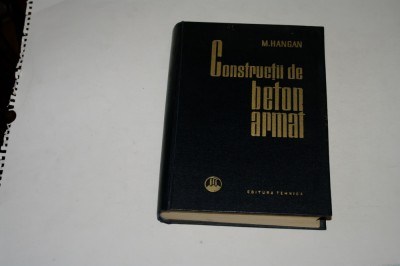 M. HANGAN
Construcții de
beton
armat
EDITURA TEHNICĂ